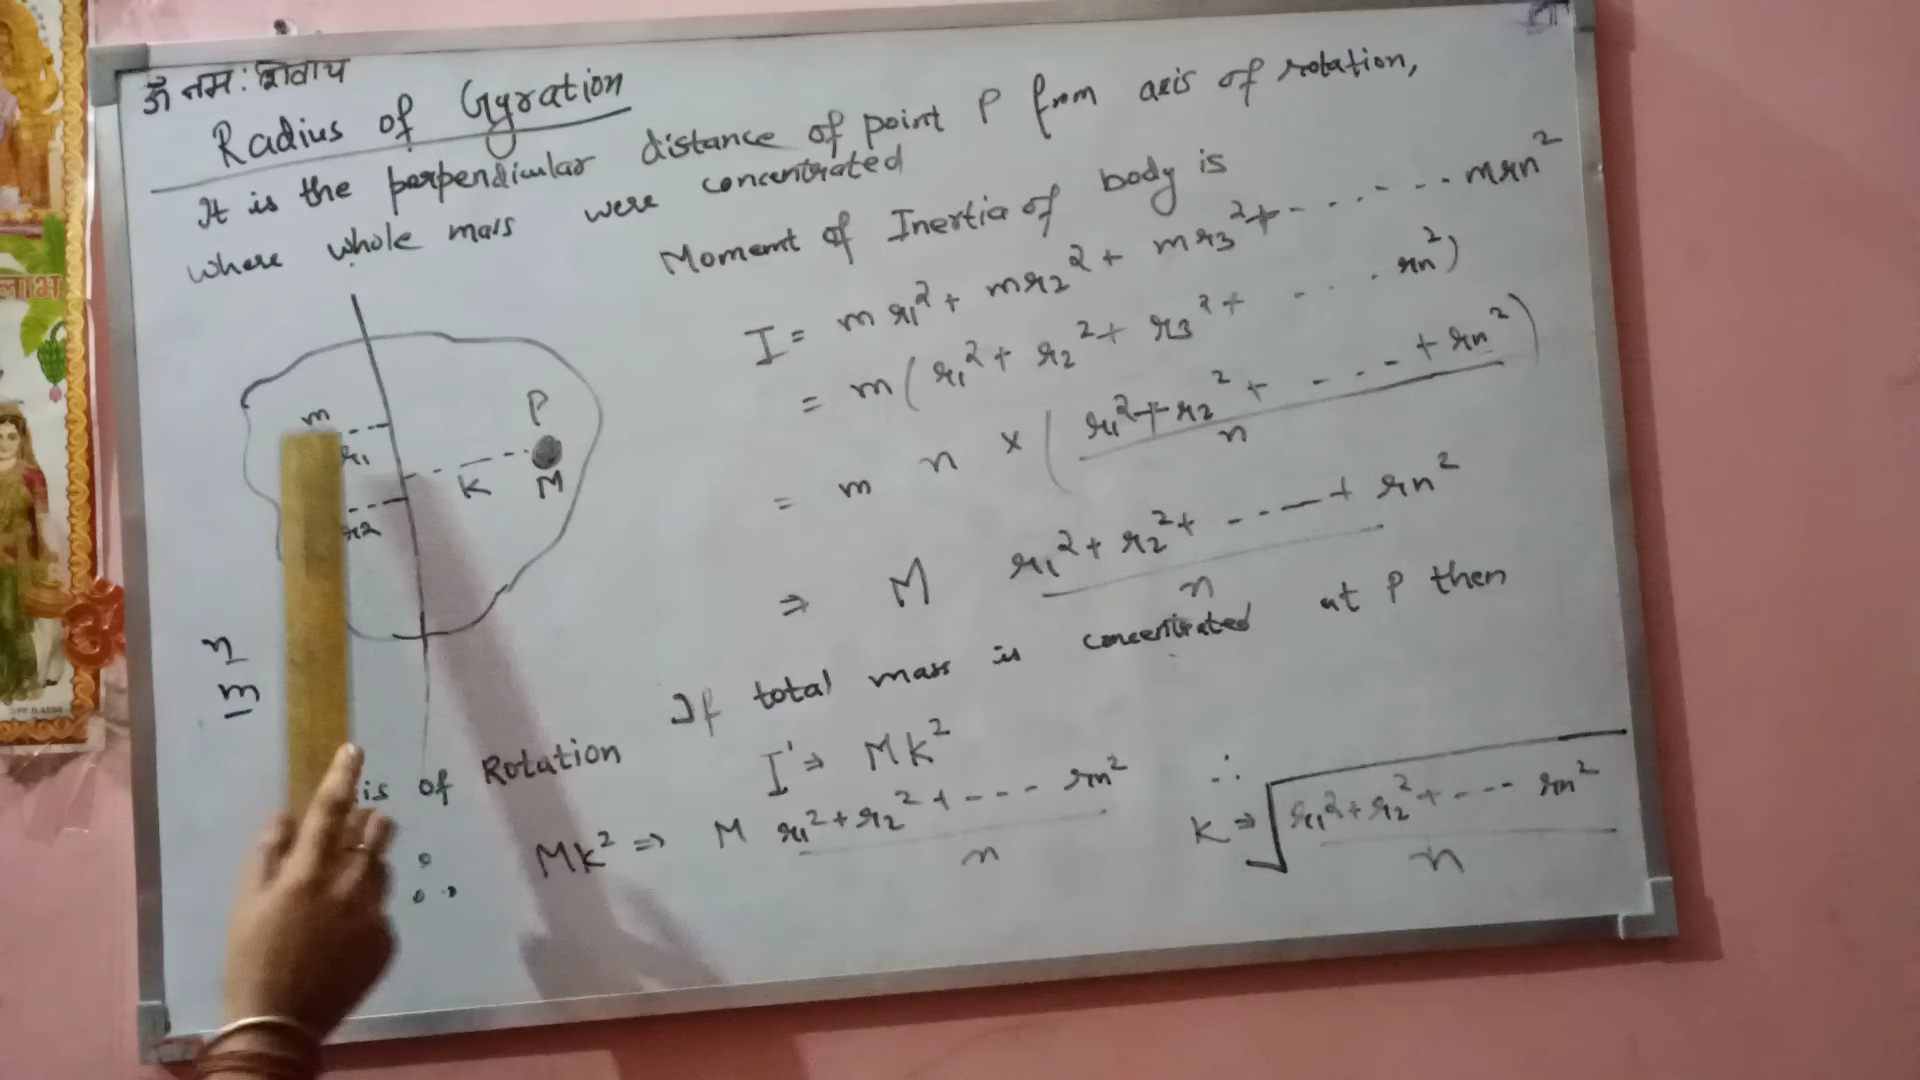 ॐ नमः शिवाय
Radius of Gyration
It is the perpendicular distance of point P from axis of rotation,
where whole mass were concentrated
Moment of Inertia of body is
I = mr₁² + mr₂² + mr₃² + - . . - . . mrn²
= m(r₁² + r₂² + r₃² + - . . . rn²)
= m n × (r₁² + r₂² + - - - + rn²)
n
⇒ M r₁² + r₂² + - - - + rn²
n
If total mass is concentrated at P then
I' ⇒ Mk²
∴ Mk² ⇒ M r₁² + r₂² + - - - rn²
n
∴ K ⇒ √ r₁² + r₂² + - - - rn²
n
m
r₁
r2
P
K
M
n
m
is of Rotation
लाभ